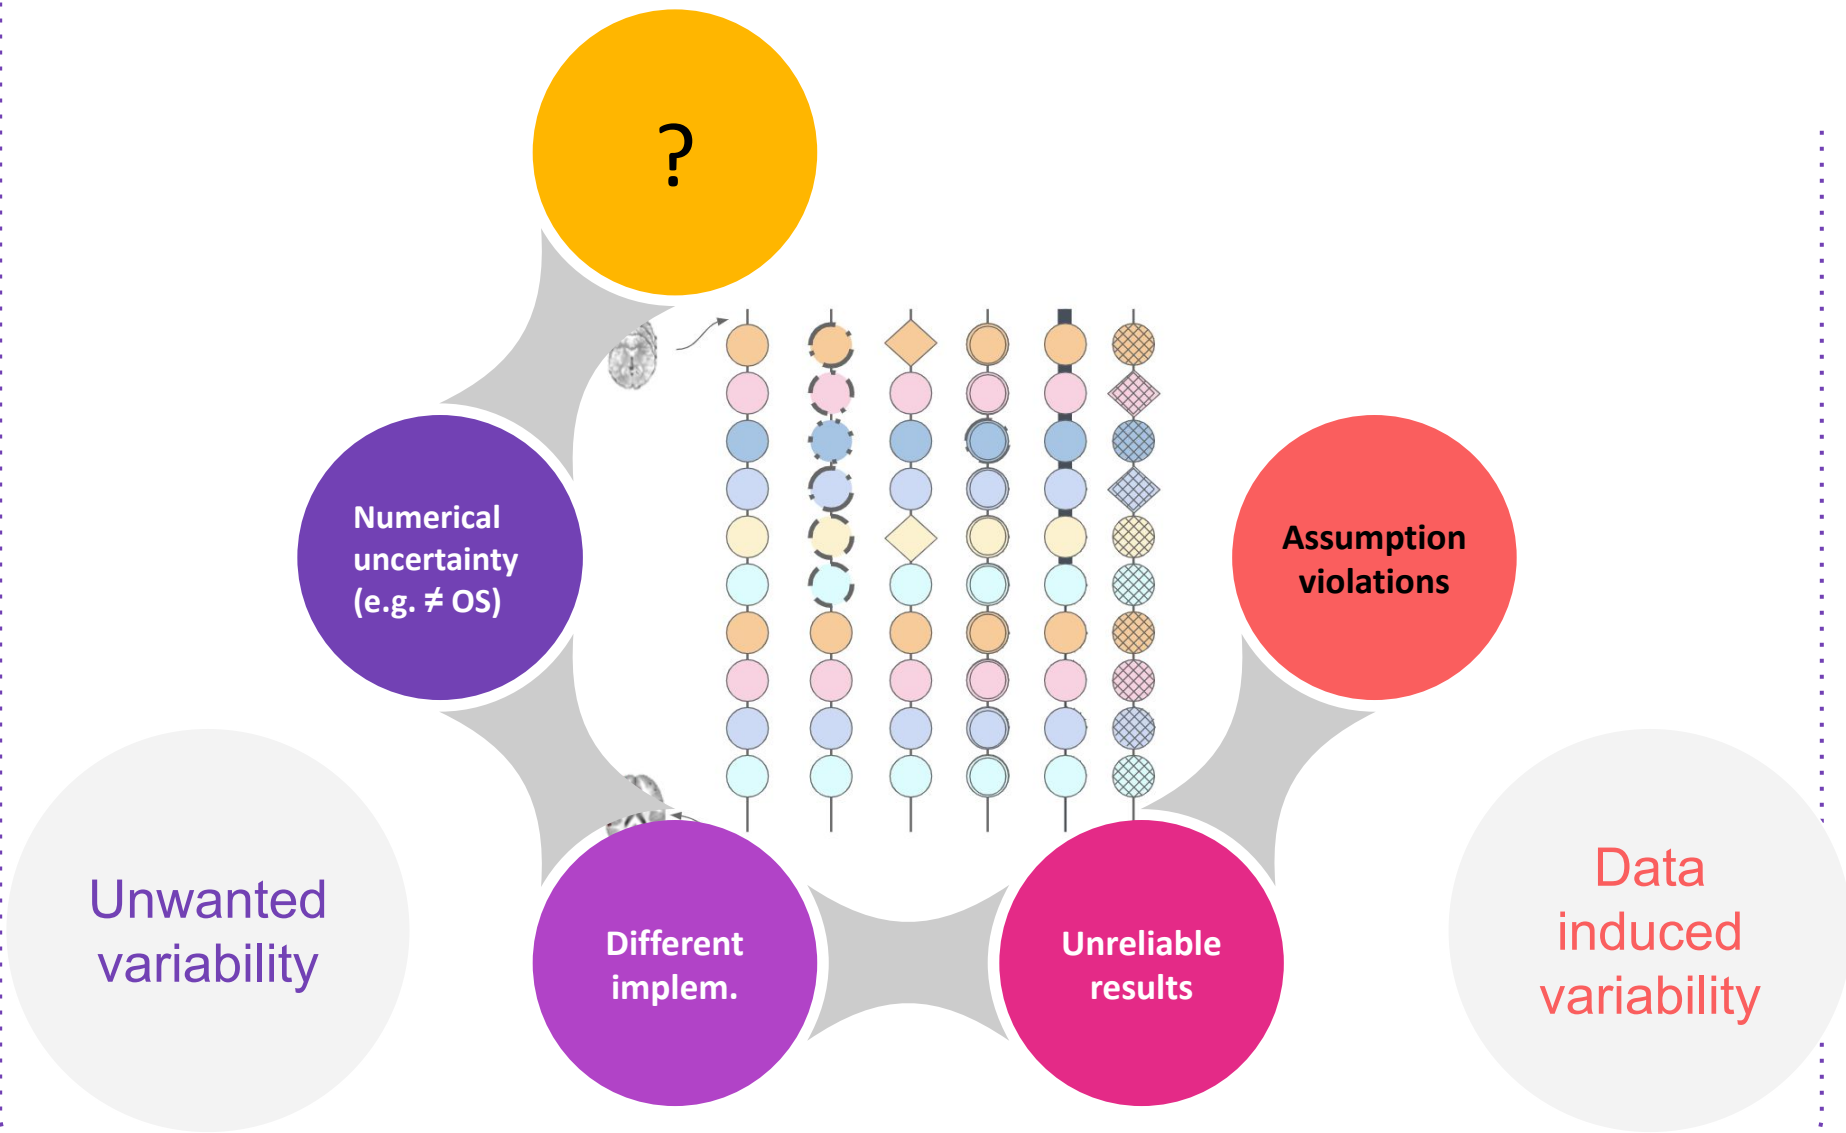 ?
Numerical
uncertainty
(e.g. ≠ OS)
Assumption
violations
Unwanted
variability
Different
implem.
Unreliable
results
Data
induced
variability